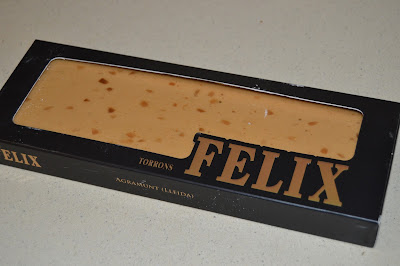 TORRONS FELIX
FELIX
AGRAMUNT (LLEIDA)